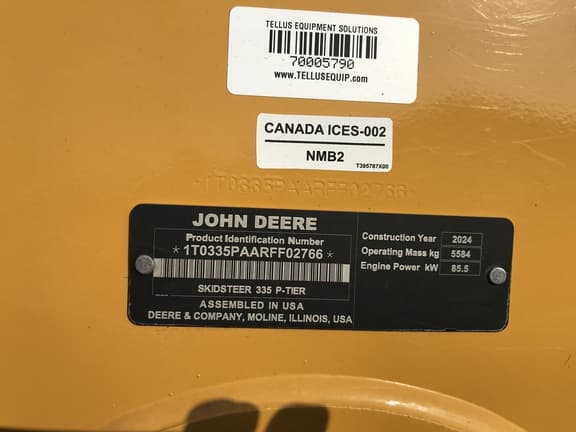 TELLUS EQUIPMENT SOLUTIONS
70005790
www.TELLUSEQUIP.com
CANADA ICES-002
NMB2
T395787X00
*1T0335PAARFF02766*
JOHN DEERE
Product Identification Number
*1T0335PAARFF02766*
SKIDSTEER 335 P-TIER
ASSEMBLED IN USA
DEERE & COMPANY, MOLINE, ILLINOIS, USA
Construction Year 2024
Operating Mass kg 5584
Engine Power kW 85.5